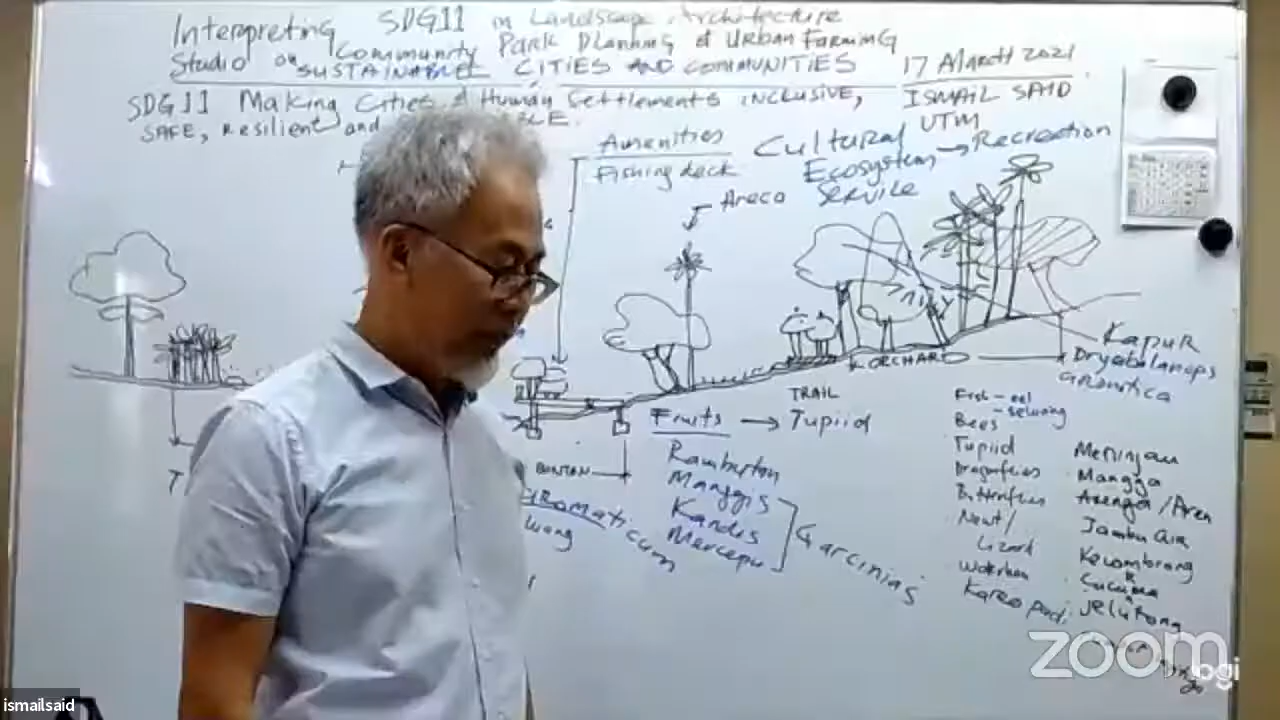 Interpreting SDG11 in Landscape Architecture
Studio on Community Park Planning & Urban Farming
SUSTAINABLE CITIES AND COMMUNITIES
17 March 2021
SDG11 Making Cities & Human Settlements inclusive,
SAFE, Resilient and
ISMAIL SAID
UTM
Amenities
Fishing deck
Cultural
Ecosystem → Recreation
Service
Areca
ORCHARD
Kapur
Dryobalanops
aromatica
TRAIL
Fruits → Tupiid
Rambutan
Manggis
Kandis
Mercepu
Garcinias
Fish - eel
- seluang
Bees
Tupiid
Dragonflies
Butterflies
Newt/
Lizard
Waterhen
Kareo padi
Meninjau
Mangga
Arenga/Aren
Jambu Air
Kecombrang
Jelutong
zoom
logi
ismailsaid